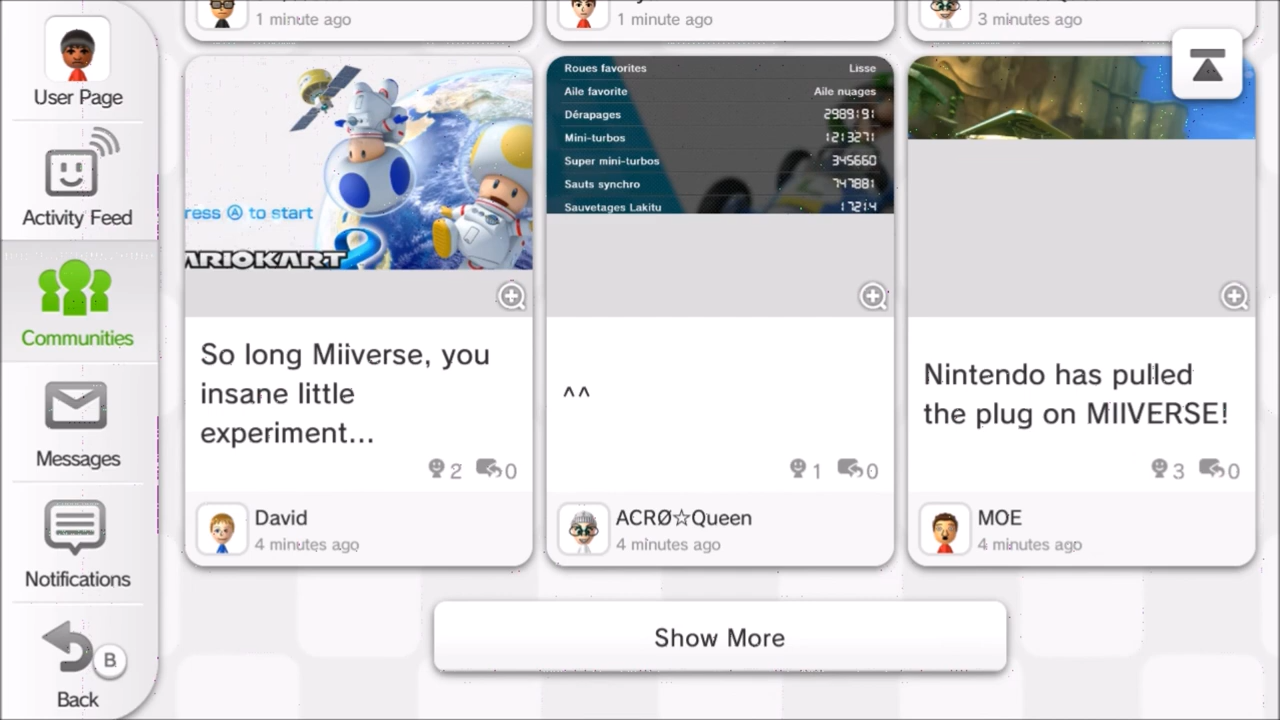 User Page
Activity Feed
Communities
Messages
Notifications
B
Back
1 minute ago
1 minute ago
3 minutes ago
ress Ⓐ to start
ARIOKART 8
So long Miiverse, you
insane little
experiment...
2 0
David
4 minutes ago
Roues favorites Lisse
Aile favorite Aile nuages
Dérapages 2989191
Mini-turbos 1213271
Super mini-turbos 345660
Sauts synchro 747881
Sauvetages Lakitu 17214
^^
1 0
ACRØ☆Queen
4 minutes ago
Nintendo has pulled
the plug on MIIVERSE!
3 0
MOE
4 minutes ago
Show More